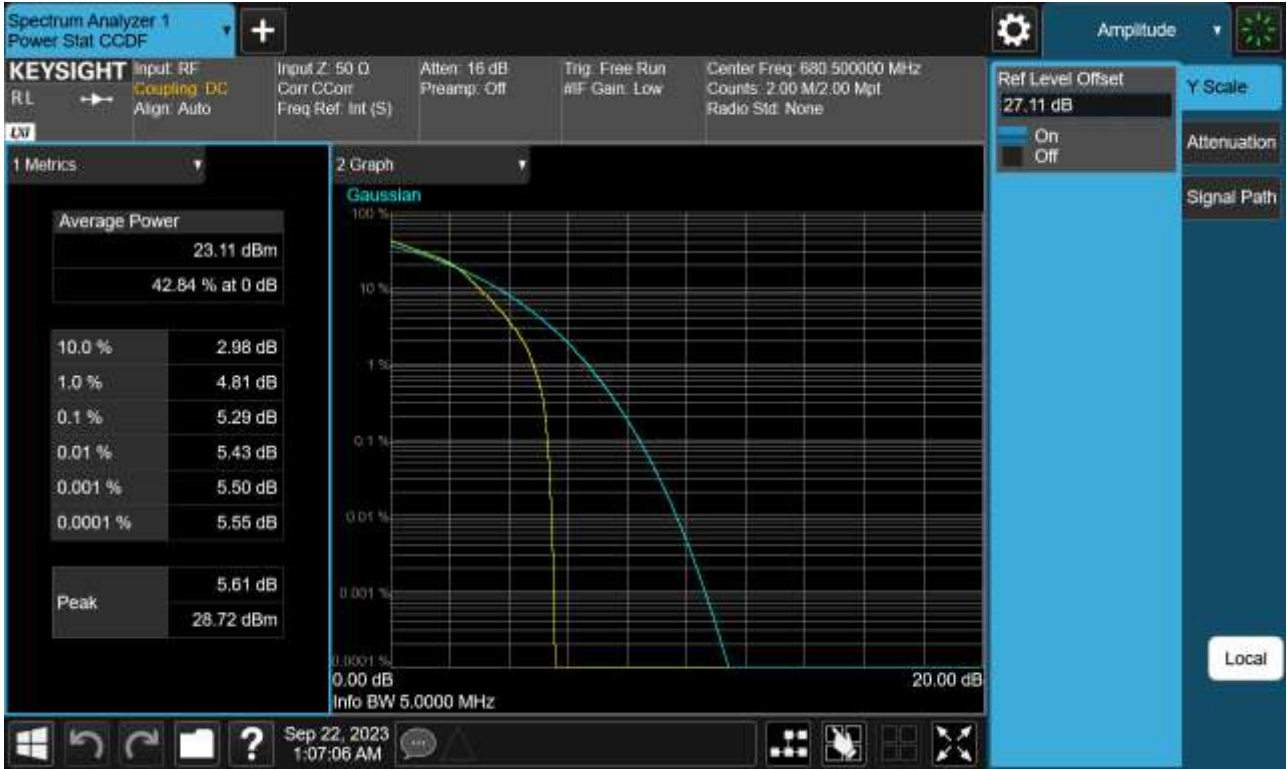 Spectrum Analyzer 1
Power Stat CCDF
+
Amplitude
KEYSIGHT
RL
LXI
Input: RF
Coupling: DC
Align: Auto
Input Z: 50 Ω
Corr CCorr
Freq Ref: Int (S)
Atten: 16 dB
Preamp: Off
Trig: Free Run
#IF Gain: Low
Center Freq: 680.500000 MHz
Counts: 2.00 M/2.00 Mpt
Radio Std: None
Ref Level Offset
27.11 dB
On
Off
Y Scale
Attenuation
Signal Path
1 Metrics
Average Power
23.11 dBm
42.84 % at 0 dB
10.0 % 2.98 dB
1.0 % 4.81 dB
0.1 % 5.29 dB
0.01 % 5.43 dB
0.001 % 5.50 dB
0.0001 % 5.55 dB
Peak
5.61 dB
28.72 dBm
2 Graph
Gaussian
100 %
10 %
1 %
0.1 %
0.01 %
0.001 %
0.0001 %
0.00 dB 20.00 dB
Info BW 5.0000 MHz
Local
?
Sep 22, 2023
1:07:06 AM